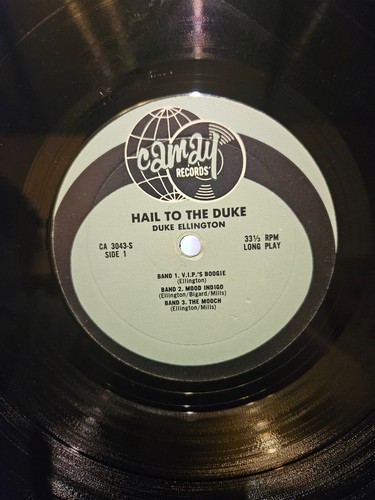 camay
RECORDS
HAIL TO THE DUKE
DUKE ELLINGTON
CA 3043-S
SIDE 1
33⅓ RPM
LONG PLAY
BAND 1. V.I.P.'S BOOGIE
(Ellington)
BAND 2. MOOD INDIGO
(Ellington/Bigard/Mills)
BAND 3. THE MOOCH
(Ellington/Mills)